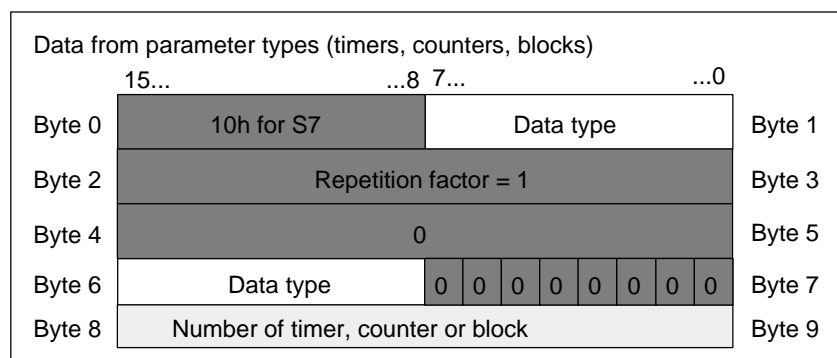 Data from parameter types (timers, counters, blocks)
15... ...8 7... ...0
Byte 0 10h for S7 Data type Byte 1
Byte 2 Repetition factor = 1 Byte 3
Byte 4 0 Byte 5
Byte 6 Data type 0 0 0 0 0 0 0 0 Byte 7
Byte 8 Number of timer, counter or block Byte 9